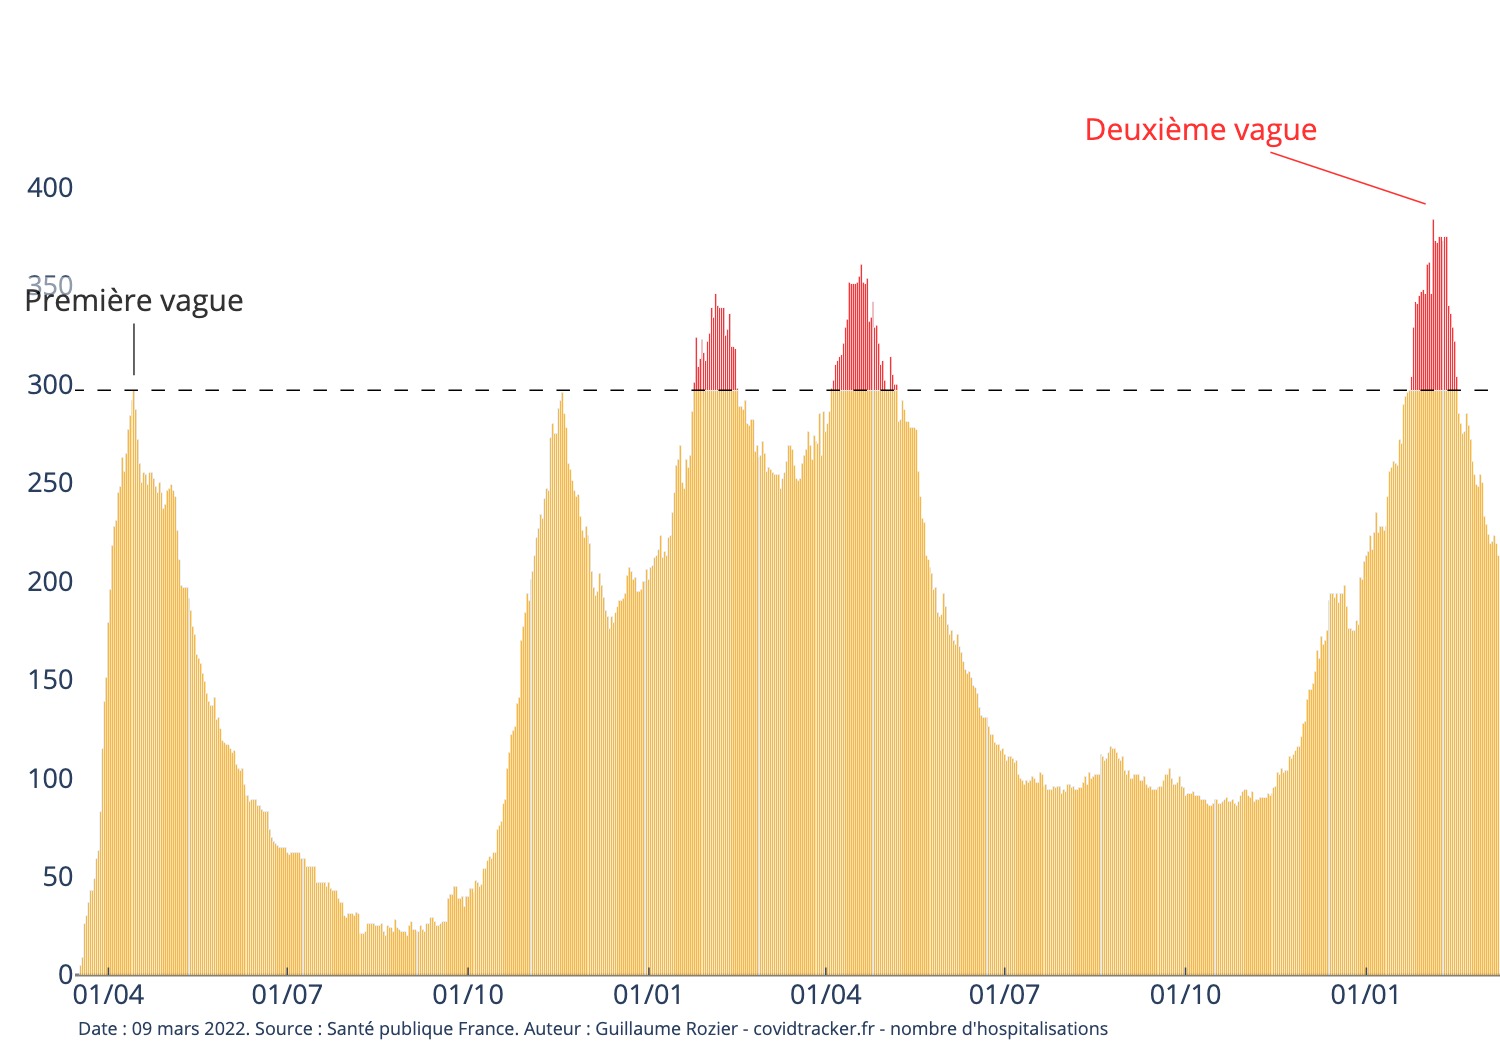 Deuxième vague
400
350
Première vague
300
250
200
150
100
50
0
01/04 01/07 01/10 01/01 01/04 01/07 01/10 01/01
Date : 09 mars 2022. Source : Santé publique France. Auteur : Guillaume Rozier - covidtracker.fr - nombre d'hospitalisations